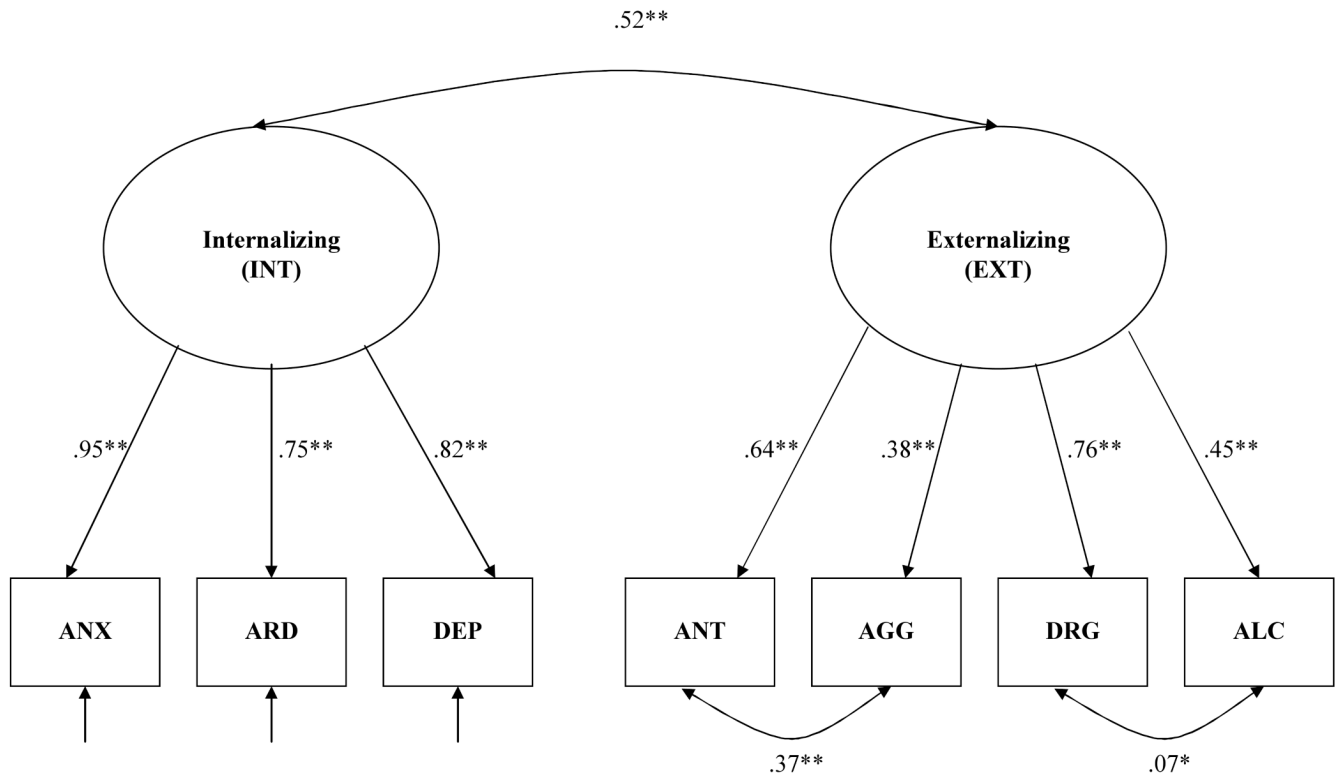 .52**
Internalizing
(INT)
Externalizing
(EXT)
.95**
.75**
.82**
.64**
.38**
.76**
.45**
ANX
ARD
DEP
ANT
AGG
DRG
ALC
.37**
.07*